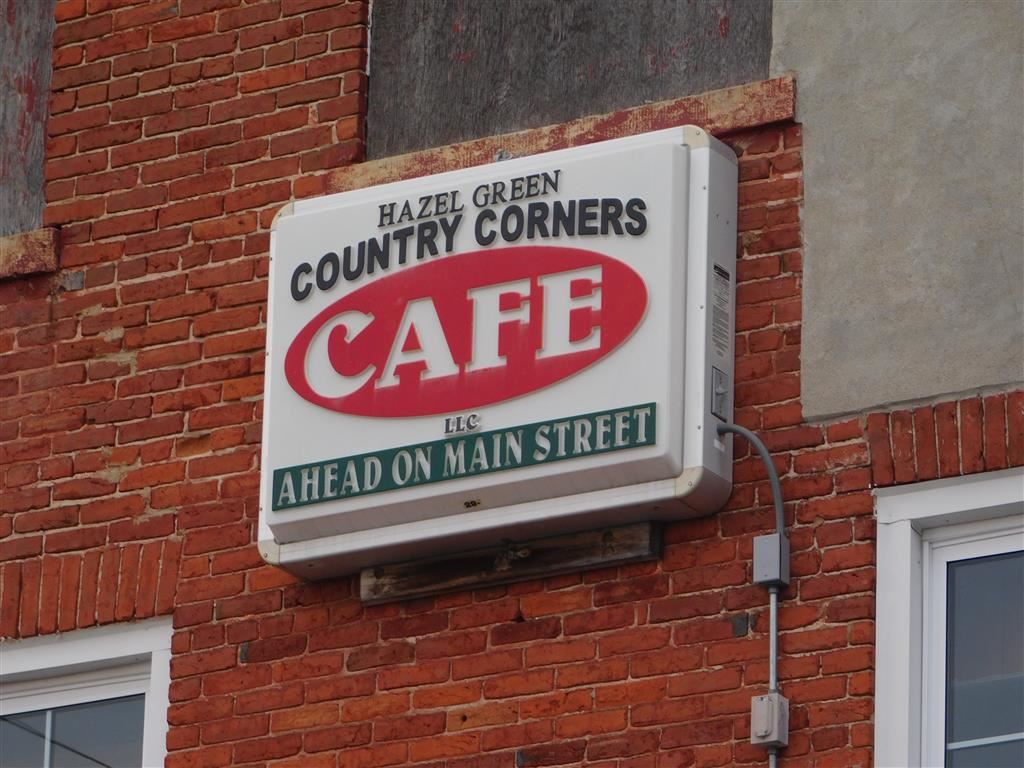 HAZEL GREEN
COUNTRY CORNERS
CAFE
LLC
AHEAD ON MAIN STREET